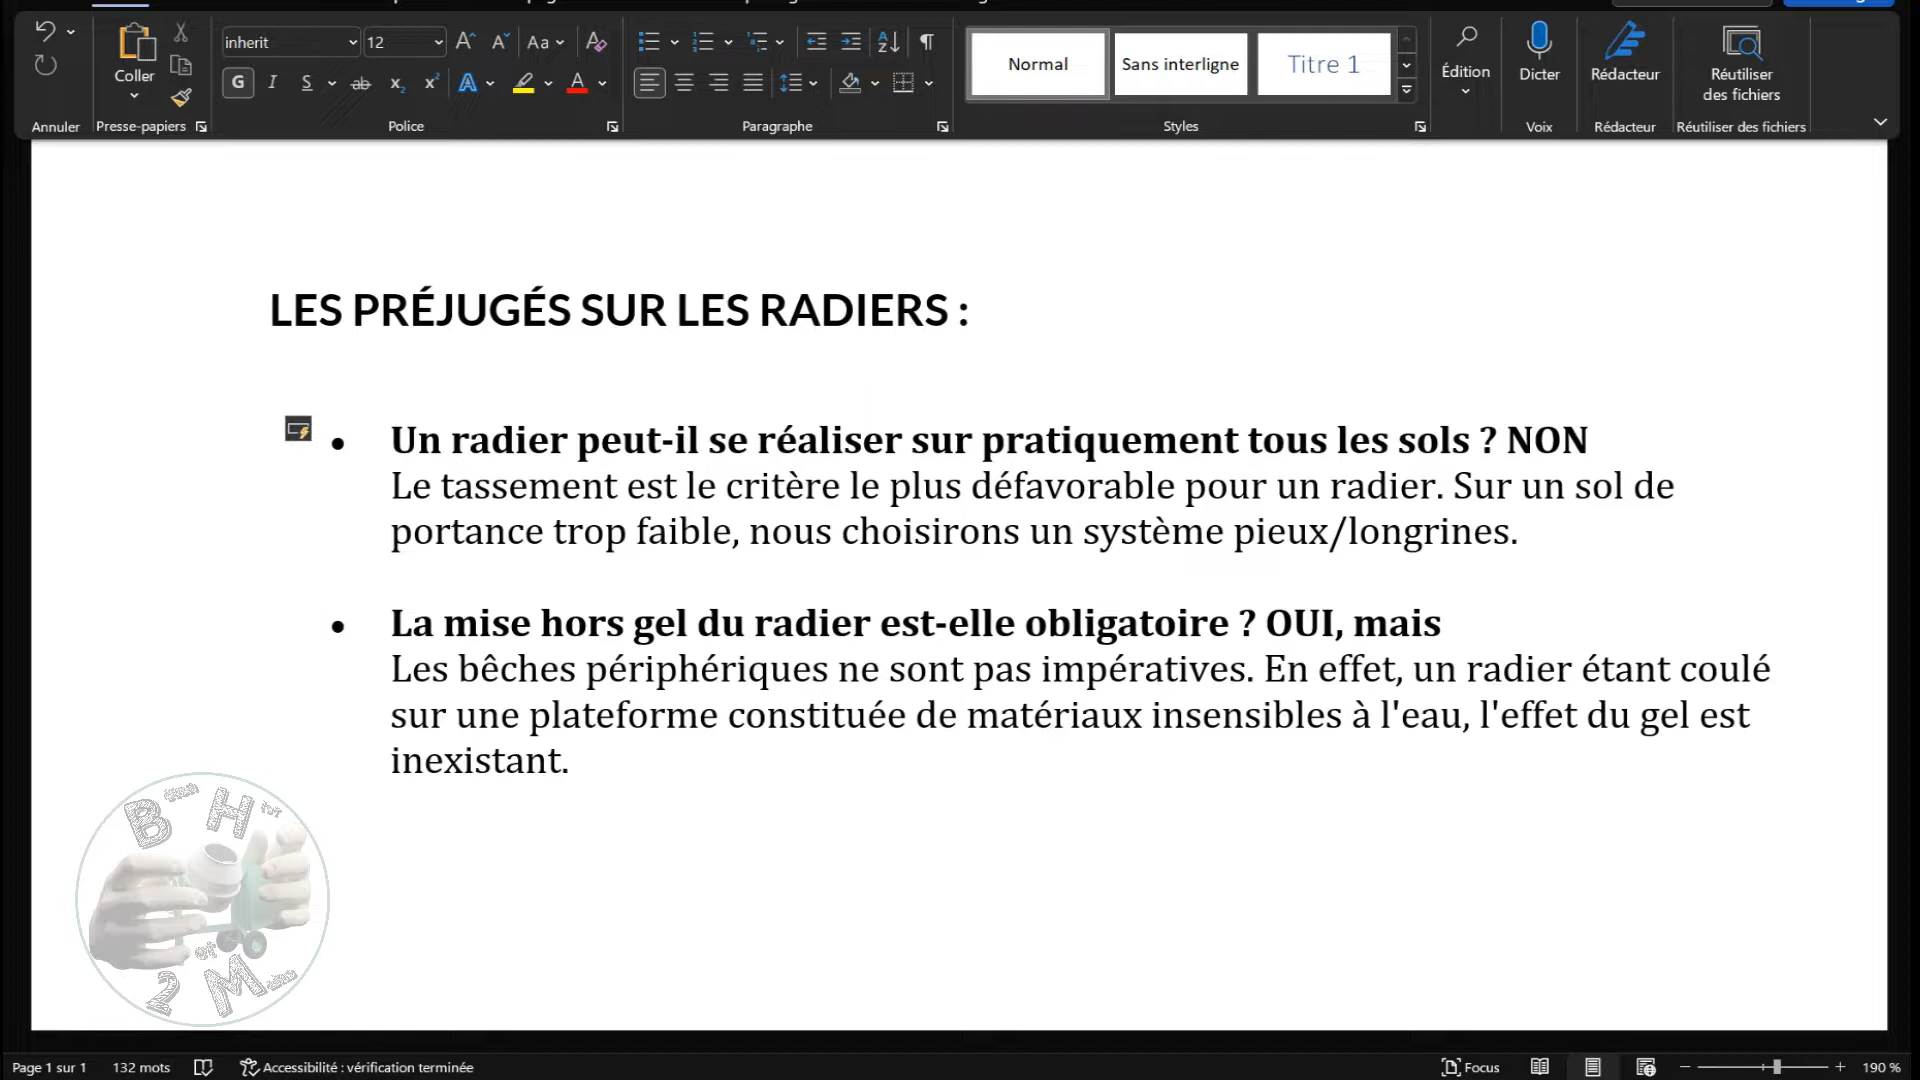 inherit
12
Aa
Coller
G I S ab x₂ x² A A
Annuler
Presse-papiers
Police
Paragraphe
Normal
Sans interligne
Titre 1
Styles
Édition
Dicter
Voix
Rédacteur
Rédacteur
Réutiliser
des fichiers
Réutiliser des fichiers
LES PRÉJUGÉS SUR LES RADIERS :
• Un radier peut-il se réaliser sur pratiquement tous les sols ? NON
Le tassement est le critère le plus défavorable pour un radier. Sur un sol de
portance trop faible, nous choisirons un système pieux/longrines.
• La mise hors gel du radier est-elle obligatoire ? OUI, mais
Les bêches périphériques ne sont pas impératives. En effet, un radier étant coulé
sur une plateforme constituée de matériaux insensibles à l'eau, l'effet du gel est
inexistant.
B H
et
2 M
Page 1 sur 1
132 mots
Accessibilité : vérification terminée
Focus
190 %